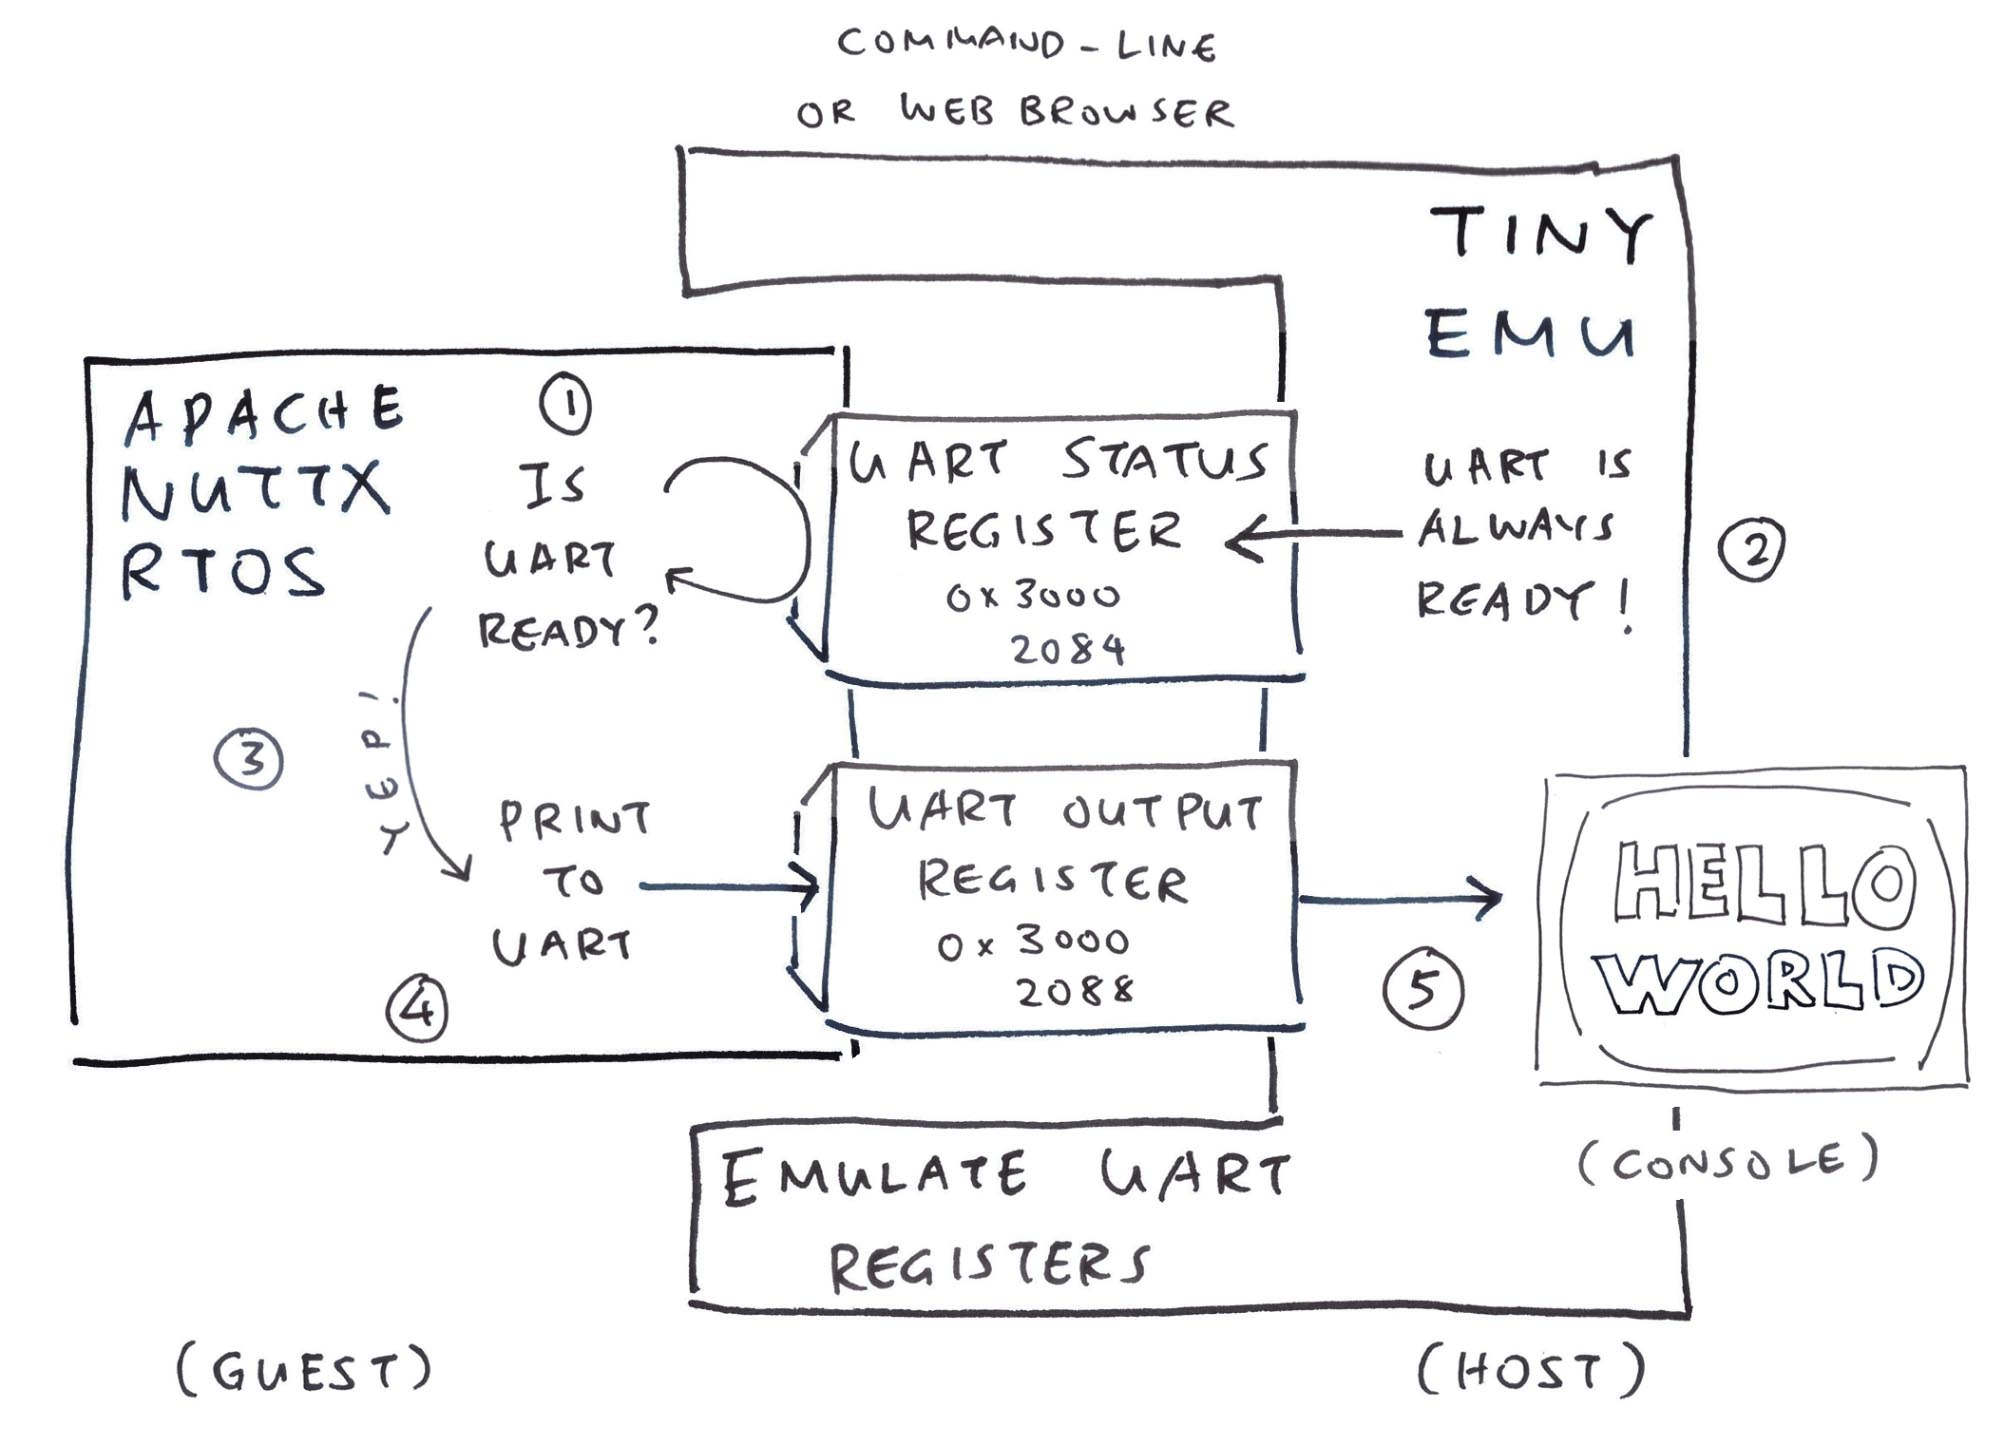 COMMAND-LINE
OR WEB BROWSER
TINY
EMU
APACHE
NUTTX
RTOS
1
IS
UART
READY?
UART STATUS
REGISTER
0x3000
2084
UART IS
ALWAYS
READY!
2
3
YEP!
PRINT
TO
UART
4
UART OUTPUT
REGISTER
0x3000
2088
5
HELLO
WORLD
(CONSOLE)
EMULATE UART
REGISTERS
(GUEST)
(HOST)